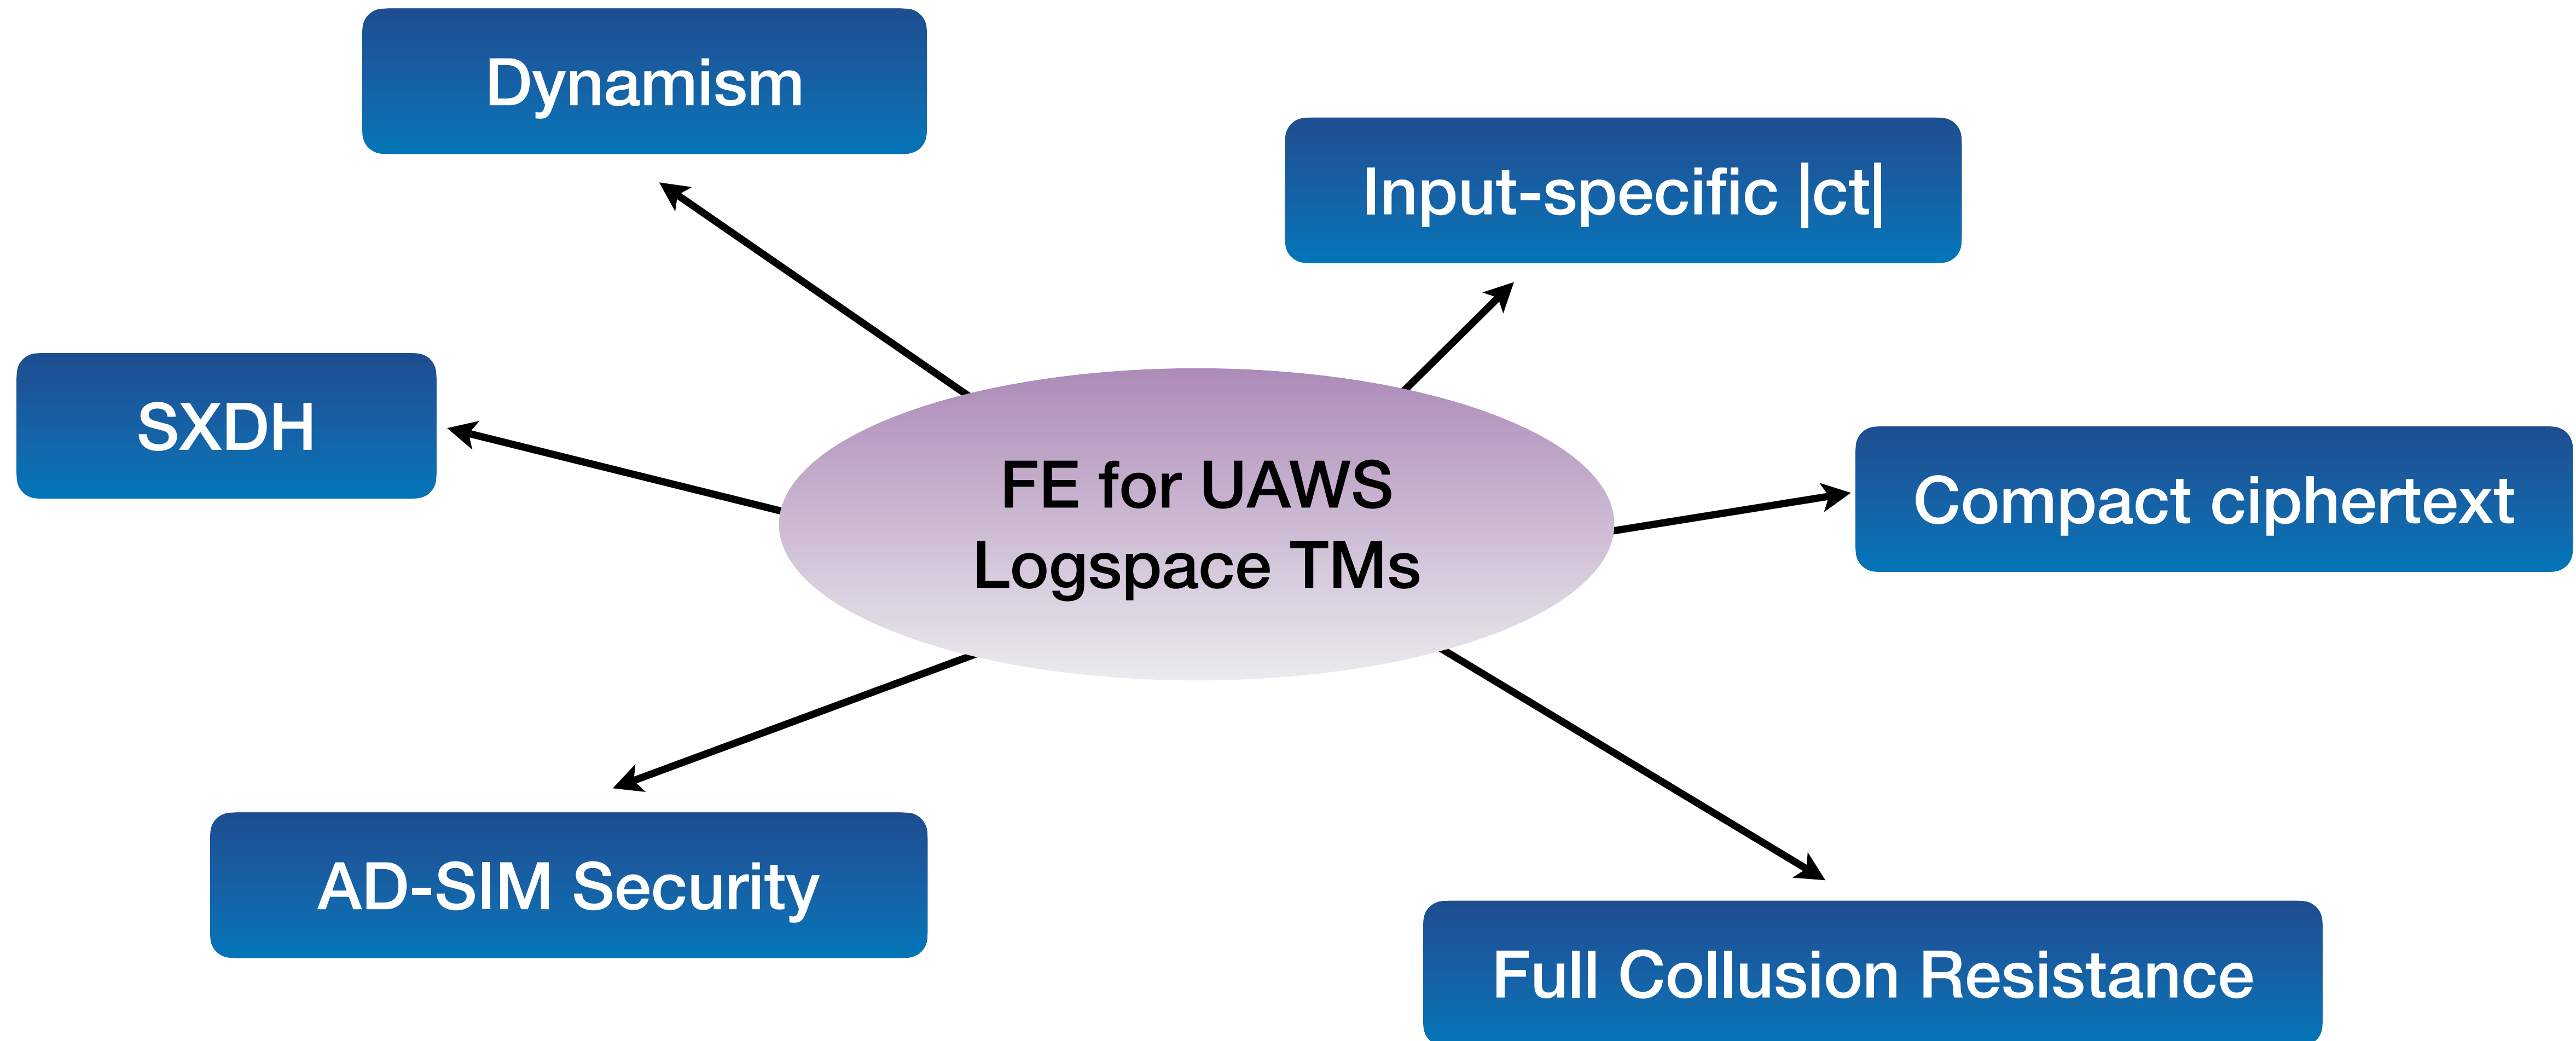 Dynamism
Input-specific |ct|
SXDH
FE for UAWS
Logspace TMs
Compact ciphertext
AD-SIM Security
Full Collusion Resistance